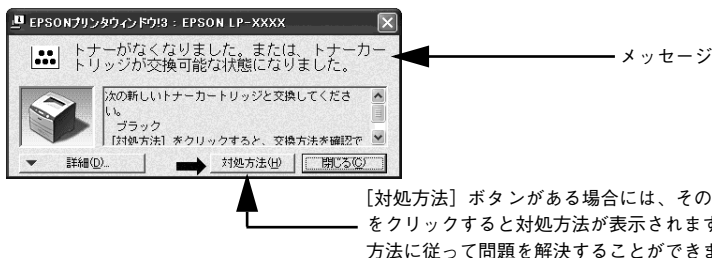 EPSONプリンタウィンドウ!3 : EPSON LP-XXXX
トナーがなくなりました。または、トナーカー
トリッジが交換可能な状態になりました。
メッセージ
次の新しいトナーカートリッジと交換してくださ
い。
ブラック
[対処方法] をクリックすると、交換方法を確認で
詳細(D)...
対処方法(H)
閉じる(C)
[対処方法] ボタンがある場合には、その
をクリックすると対処方法が表示されます
方法に従って問題を解決することができま